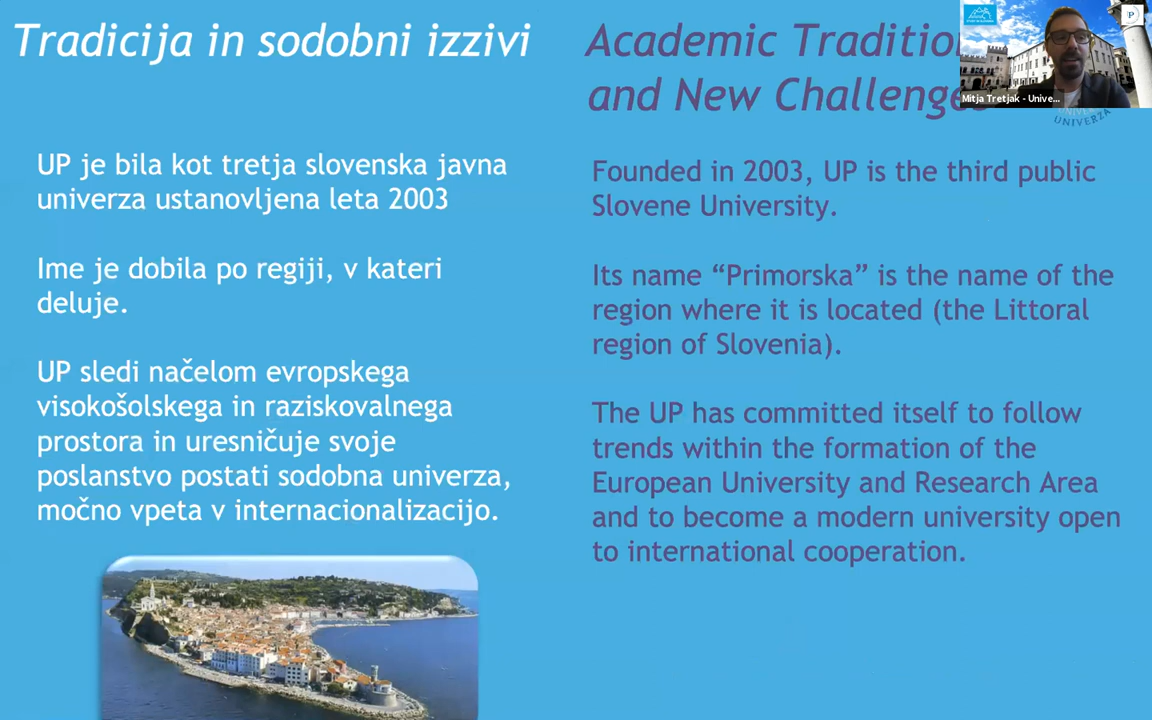 Tradicija in sodobni izzivi
UP je bila kot tretja slovenska javna
univerza ustanovljena leta 2003
Ime je dobila po regiji, v kateri
deluje.
UP sledi načelom evropskega
visokošolskega in raziskovalnega
prostora in uresničuje svoje
poslanstvo postati sodobna univerza,
močno vpeta v internacionalizacijo.
Academic
and New Challenge
Founded in 2003, UP is the third public
Slovene University.
Its name “Primorska” is the name of the
region where it is located (the Littoral
region of Slovenia).
The UP has committed itself to follow
trends within the formation of the
European University and Research Area
and to become a modern university open
to international cooperation.
Mitja Tretjak - Unive...
UNIVERZA